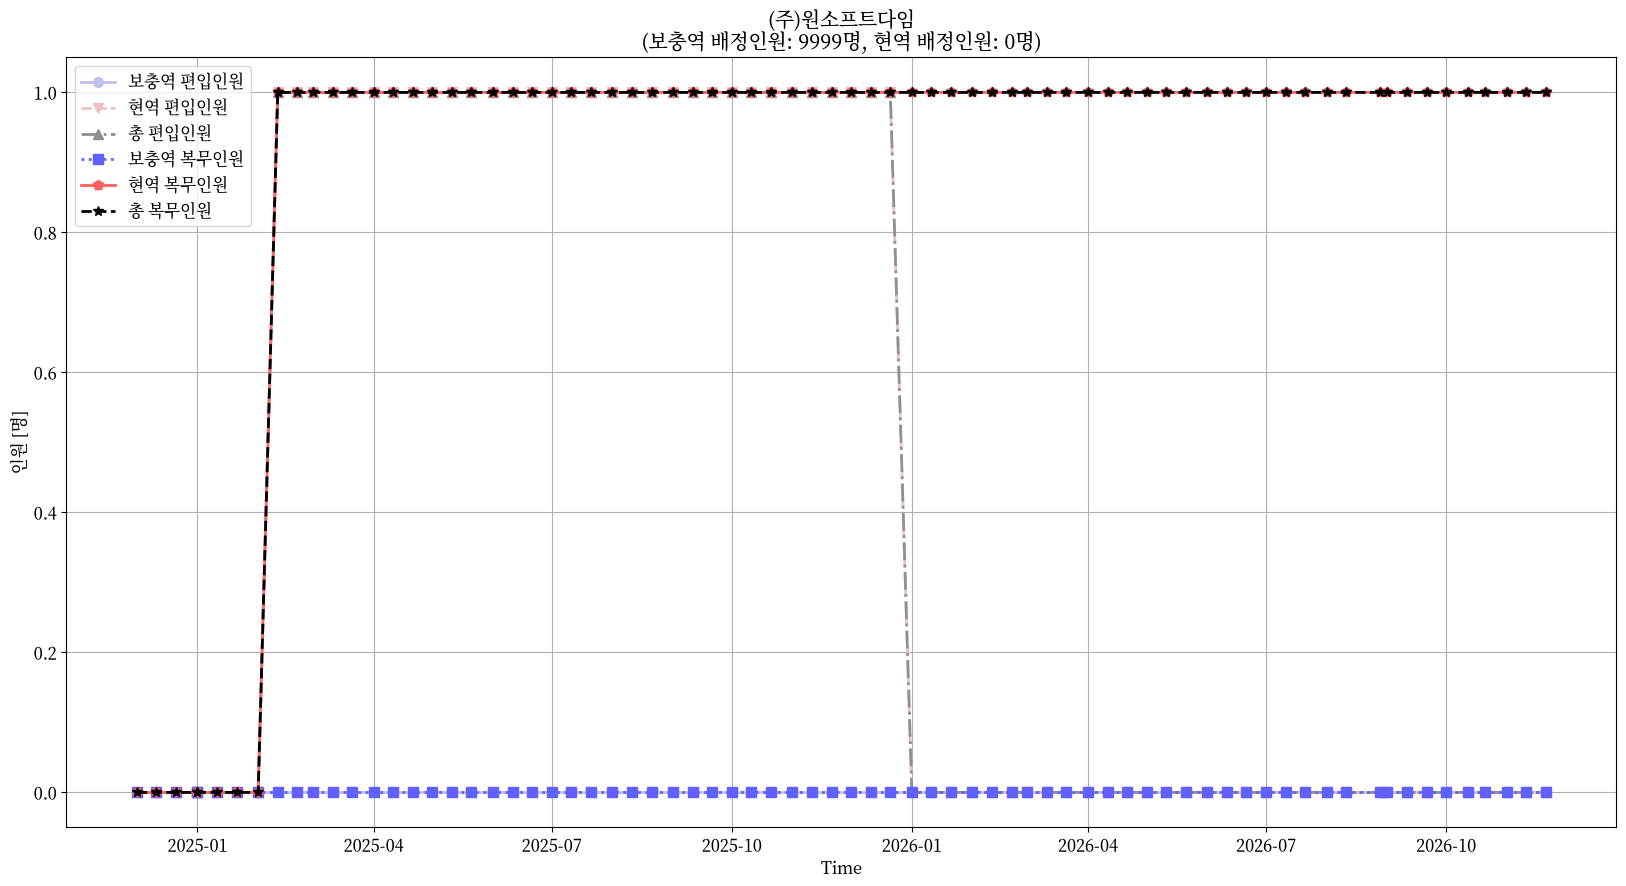 (주)원소프트다임
(보충역 배정인원: 9999명, 현역 배정인원: 0명)
보충역 편입인원
현역 편입인원
총 편입인원
보충역 복무인원
현역 복무인원
총 복무인원
1.0
0.8
0.6
0.4
0.2
0.0
인원 [명]
2025-01
2025-04
2025-07
2025-10
2026-01
2026-04
2026-07
2026-10
Time